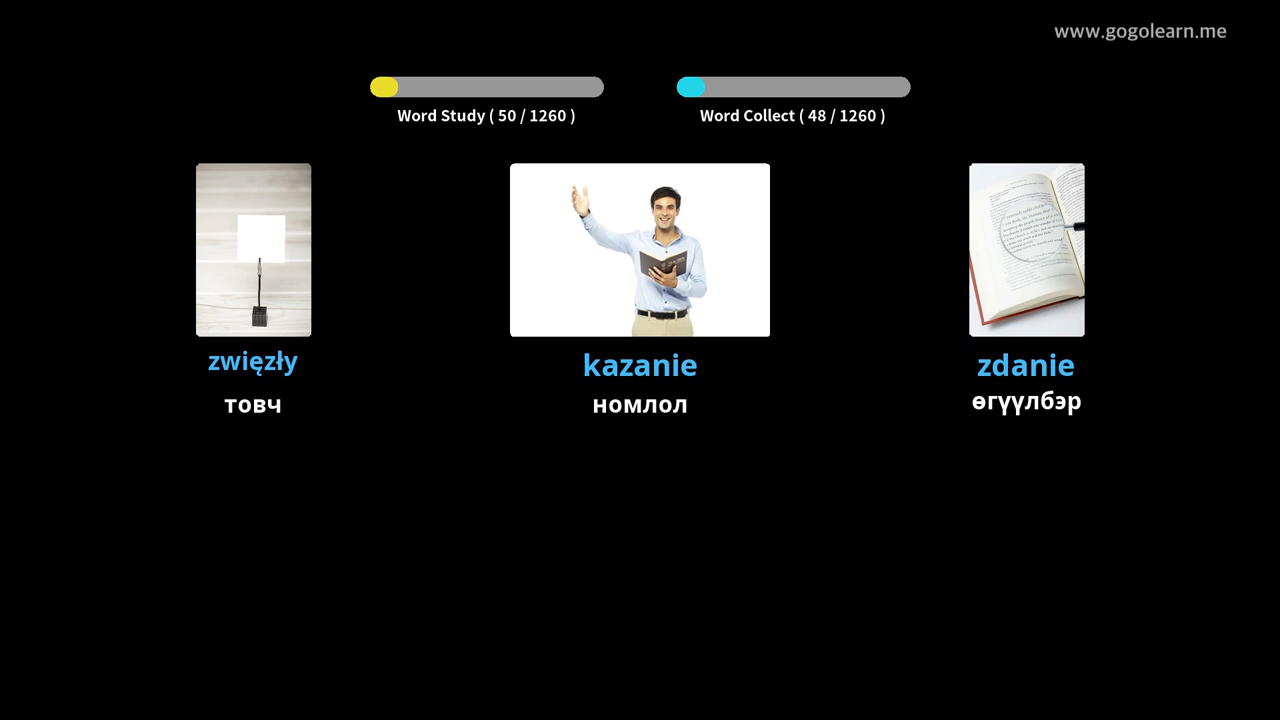 www.gogolearn.me
Word Study ( 50 / 1260 )
Word Collect ( 48 / 1260 )
zwięzły
kazanie
zdanie
товч
номлол
өгүүлбэр